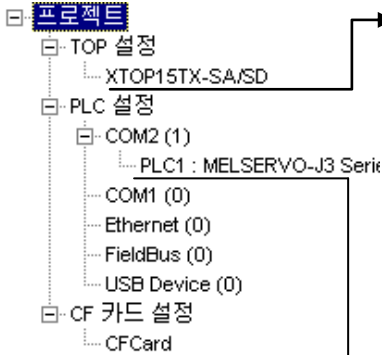 프로젝트
TOP 설정
XTOP15TX-SA/SD
PLC 설정
COM2 (1)
PLC1 : MELSERVO-J3 Serie
COM1 (0)
Ethernet (0)
FieldBus (0)
USB Device (0)
CF 카드 설정
CFCard